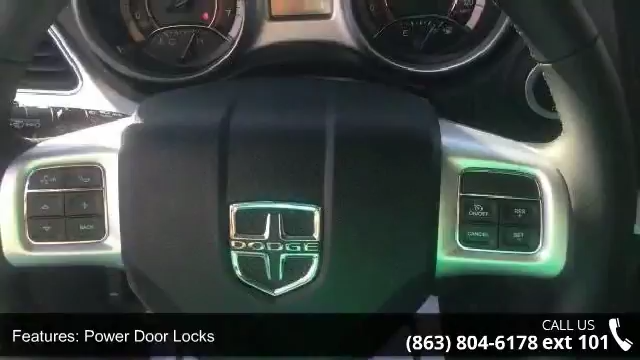 BACK
DODGE
ON/OFF
RES +
CANCEL
SET
Features: Power Door Locks
CALL US
(863) 804-6178 ext 101